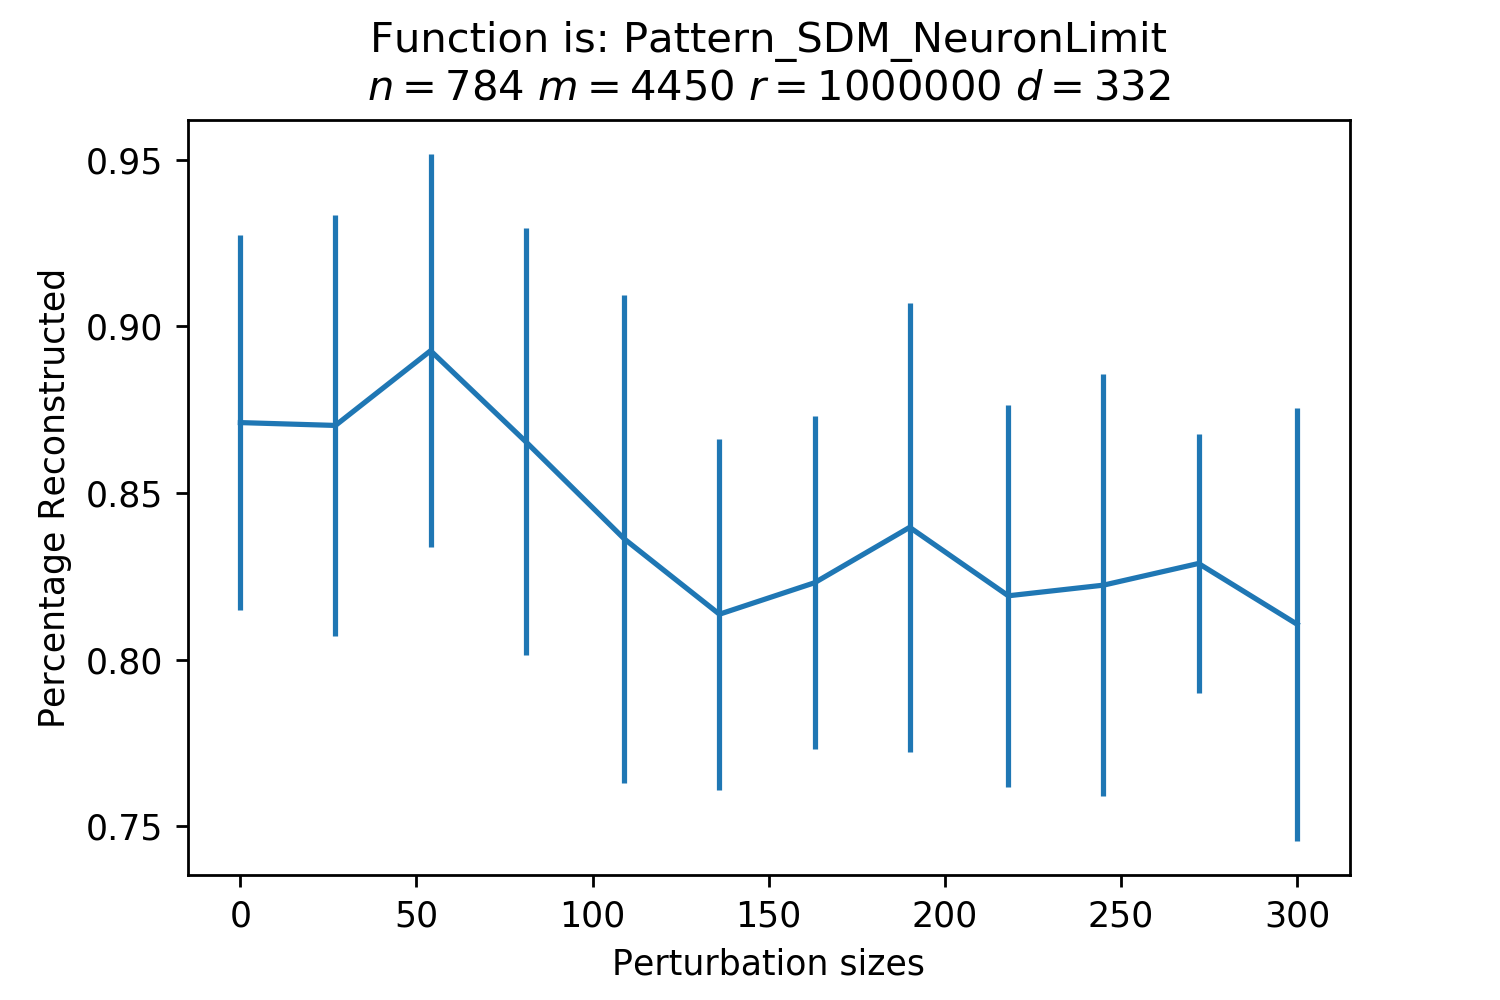 Function is: Pattern_SDM_NeuronLimit
n = 784 m = 4450 r = 1000000 d = 332
0.95
0.90
0.85
0.80
0.75
Percentage Reconstructed
0 50 100 150 200 250 300
Perturbation sizes